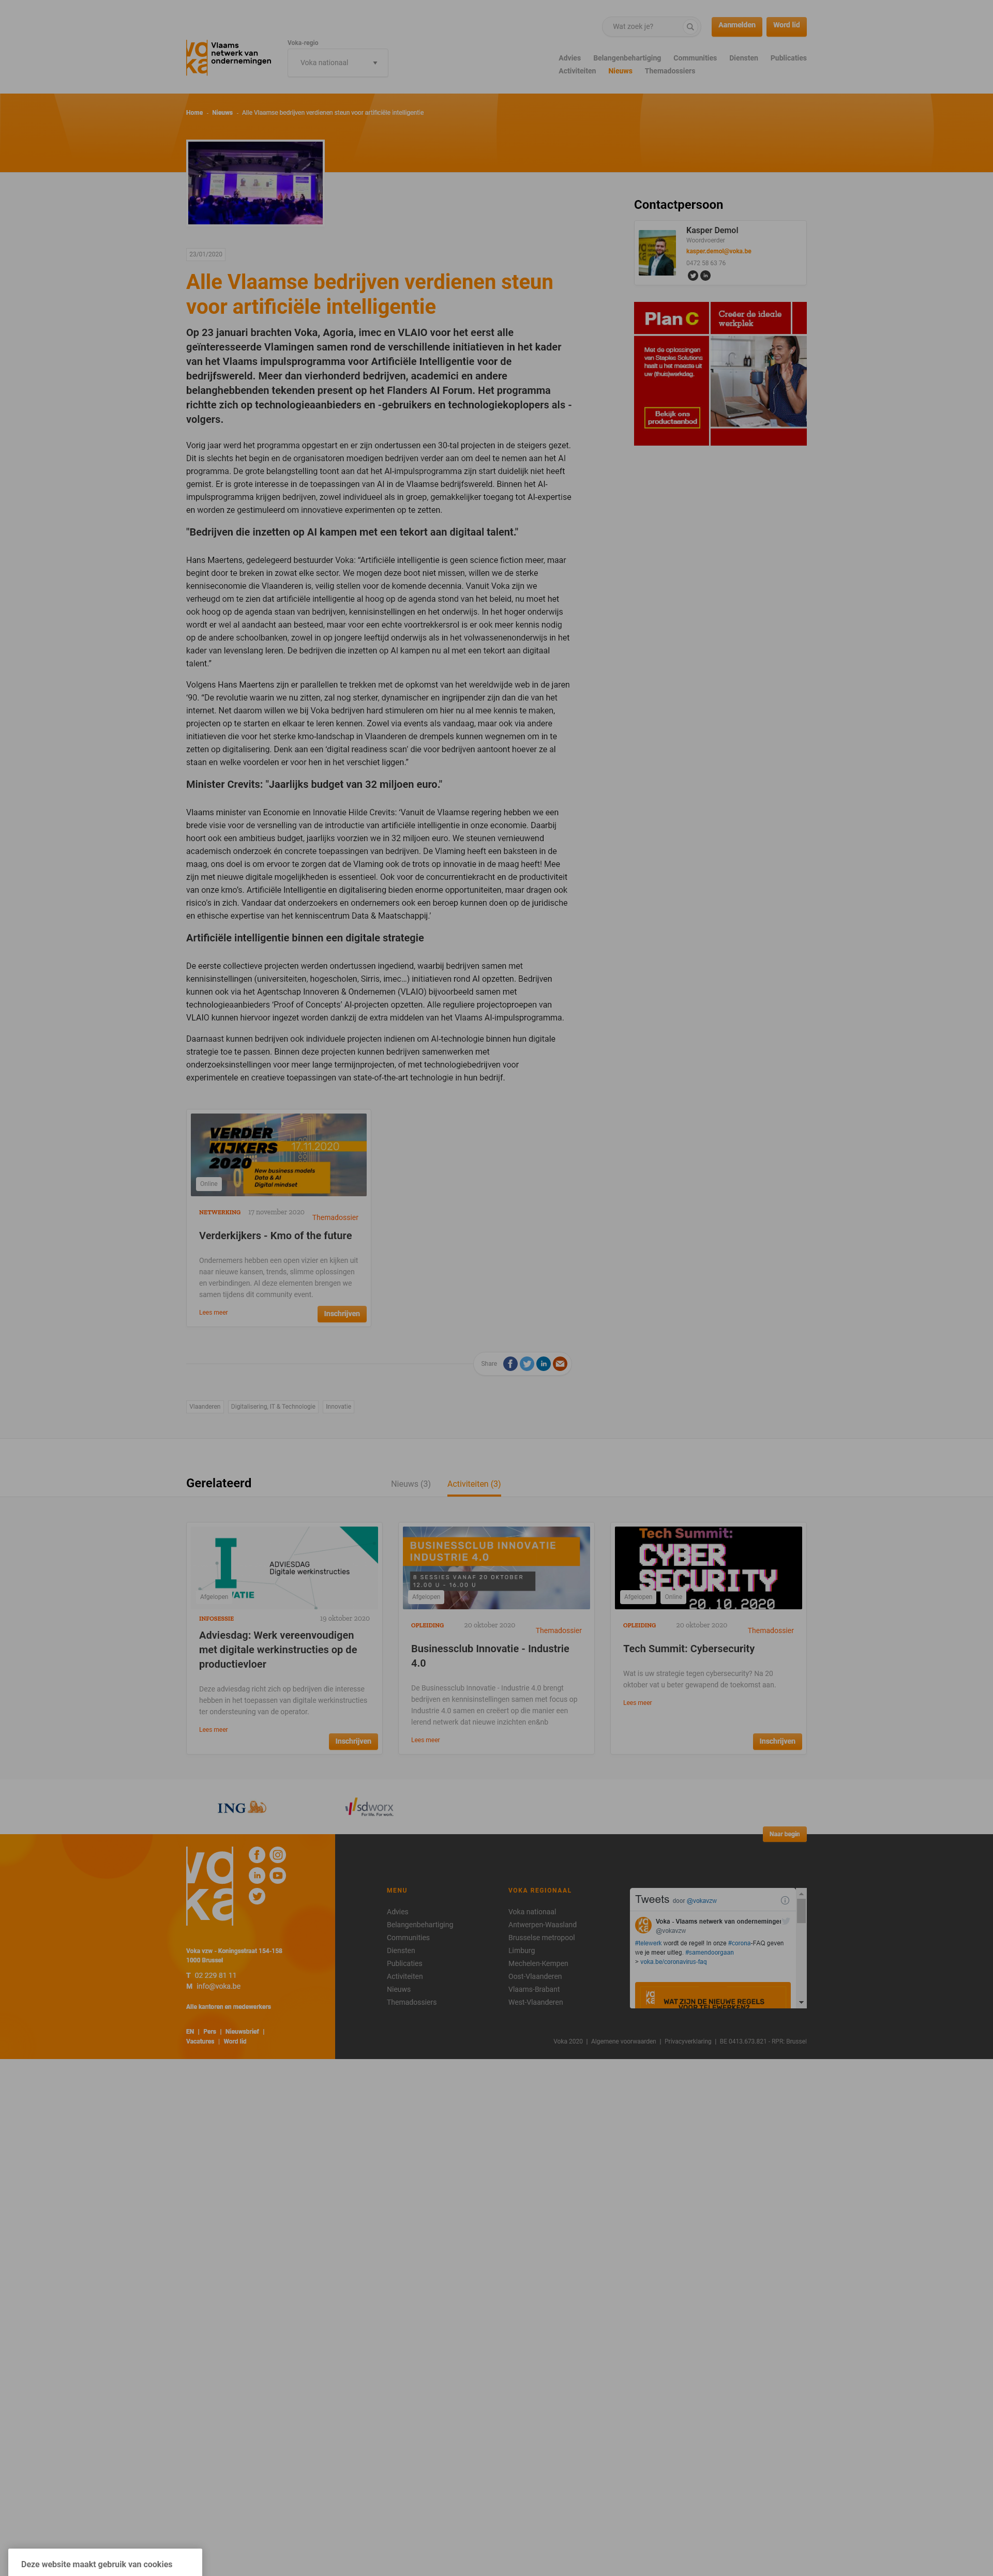 Wat zoek je?
Aanmelden
Word lid
Vlaams
netwerk van
ondernemingen
Voka-regio
Voka nationaal
Advies Belangenbehartiging Communities Diensten Publicaties
Activiteiten Nieuws Themadossiers
Home Nieuws Alle Vlaamse bedrijven verdienen steun voor artificiële intelligentie
Contactpersoon
Kasper Demol
Woordvoerder
kasper.demol@voka.be
0472 58 63 76
Plan C
Creëer de ideale
werkplek
Met de oplossingen
van Staples Solutions
haalt u het meeste uit
uw (thuis)werkdag.
Bekijk ons
productaanbod
23/01/2020
Alle Vlaamse bedrijven verdienen steun
voor artificiële intelligentie
Op 23 januari brachten Voka, Agoria, imec en VLAIO voor het eerst alle
geïnteresseerde Vlamingen samen rond de verschillende initiatieven in het kader
van het Vlaams impulsprogramma voor Artificiële Intelligentie voor de
bedrijfswereld. Meer dan vierhonderd bedrijven, academici en andere
belanghebbenden tekenden present op het Flanders AI Forum. Het programma
richtte zich op technologieaanbieders en -gebruikers en technologiekoplopers als -
volgers.
Vorig jaar werd het programma opgestart en er zijn ondertussen een 30-tal projecten in de steigers gezet.
Dit is slechts het begin en de organisatoren moedigen bedrijven verder aan om deel te nemen aan het AI
programma. De grote belangstelling toont aan dat het AI-impulsprogramma zijn start duidelijk niet heeft
gemist. Er is grote interesse in de toepassingen van AI in de Vlaamse bedrijfswereld. Binnen het AI-
impulsprogramma krijgen bedrijven, zowel individueel als in groep, gemakkelijker toegang tot AI-expertise
en worden ze gestimuleerd om innovatieve experimenten op te zetten.
"Bedrijven die inzetten op AI kampen met een tekort aan digitaal talent."
Hans Maertens, gedelegeerd bestuurder Voka: “Artificiële intelligentie is geen science fiction meer, maar
begint door te breken in zowat elke sector. We mogen deze boot niet missen, willen we de sterke
kenniseconomie die Vlaanderen is, veilig stellen voor de komende decennia. Vanuit Voka zijn we
verheugd om te zien dat artificiële intelligentie al hoog op de agenda stond van het beleid, nu moet het
ook hoog op de agenda staan van bedrijven, kennisinstellingen en het onderwijs. In het hoger onderwijs
wordt er wel al aandacht aan besteed, maar voor een echte voortrekkersrol is er ook meer kennis nodig
op de andere schoolbanken, zowel in op jongere leeftijd onderwijs als in het volwassenenonderwijs in het
kader van levenslang leren. De bedrijven die inzetten op AI kampen nu al met een tekort aan digitaal
talent.”
Volgens Hans Maertens zijn er parallellen te trekken met de opkomst van het wereldwijde web in de jaren
‘90. “De revolutie waarin we nu zitten, zal nog sterker, dynamischer en ingrijpender zijn dan die van het
internet. Net daarom willen we bij Voka bedrijven hard stimuleren om hier nu al mee kennis te maken,
projecten op te starten en elkaar te leren kennen. Zowel via events als vandaag, maar ook via andere
initiatieven die voor het sterke kmo-landschap in Vlaanderen de drempels kunnen wegnemen om in te
zetten op digitalisering. Denk aan een ‘digital readiness scan’ die voor bedrijven aantoont hoever ze al
staan en welke voordelen er voor hen in het verschiet liggen.”
Minister Crevits: "Jaarlijks budget van 32 miljoen euro."
Vlaams minister van Economie en Innovatie Hilde Crevits: ‘Vanuit de Vlaamse regering hebben we een
brede visie voor de versnelling van de introductie van artificiële intelligentie in onze economie. Daarbij
hoort ook een ambitieus budget, jaarlijks voorzien we in 32 miljoen euro. We steunen vernieuwend
academisch onderzoek én concrete toepassingen van bedrijven. De Vlaming heeft een baksteen in de
maag, ons doel is om ervoor te zorgen dat de Vlaming ook de trots op innovatie in de maag heeft! Mee
zijn met nieuwe digitale mogelijkheden is essentieel. Ook voor de concurrentiekracht en de productiviteit
van onze kmo’s. Artificiële Intelligentie en digitalisering bieden enorme opportuniteiten, maar dragen ook
risico’s in zich. Vandaar dat onderzoekers en ondernemers ook een beroep kunnen doen op de juridische
en ethische expertise van het kenniscentrum Data & Maatschappij.’
Artificiële intelligentie binnen een digitale strategie
De eerste collectieve projecten werden ondertussen ingediend, waarbij bedrijven samen met
kennisinstellingen (universiteiten, hogescholen, Sirris, imec…) initiatieven rond AI opzetten. Bedrijven
kunnen ook via het Agentschap Innoveren & Ondernemen (VLAIO) bijvoorbeeld samen met
technologieaanbieders ‘Proof of Concepts’ AI-projecten opzetten. Alle reguliere projectoproepen van
VLAIO kunnen hiervoor ingezet worden dankzij de extra middelen van het Vlaams AI-impulsprogramma.
Daarnaast kunnen bedrijven ook individuele projecten indienen om AI-technologie binnen hun digitale
strategie toe te passen. Binnen deze projecten kunnen bedrijven samenwerken met
onderzoeksinstellingen voor meer lange termijnprojecten, of met technologiebedrijven voor
experimentele en creatieve toepassingen van state-of-the-art technologie in hun bedrijf.
VERDER
KIJKERS
2020
17.11.2020
New business models
Data & AI
Digital mindset
Online
NETWERKING 17 november 2020 Themadossier
Verderkijkers - Kmo of the future
Ondernemers hebben een open vizier en kijken uit
naar nieuwe kansen, trends, slimme oplossingen
en verbindingen. Al deze elementen brengen we
samen tijdens dit community event.
Lees meer
Inschrijven
Share
Vlaanderen Digitalisering, IT & Technologie Innovatie
Gerelateerd Nieuws (3) Activiteiten (3)
ADVIESDAG
Digitale werkinstructies
Afgelopen
INFOSESSIE 19 oktober 2020
Adviesdag: Werk vereenvoudigen
met digitale werkinstructies op de
productievloer
Deze adviesdag richt zich op bedrijven die interesse
hebben in het toepassen van digitale werkinstructies
ter ondersteuning van de operator.
Lees meer
Inschrijven
BUSINESSCLUB INNOVATIE
INDUSTRIE 4.0
8 SESSIES VANAF 20 OKTOBER
12.00 U - 16.00 U
Afgelopen
OPLEIDING 20 oktober 2020 Themadossier
Businessclub Innovatie - Industrie
4.0
De Businessclub Innovatie - Industrie 4.0 brengt
bedrijven en kennisinstellingen samen met focus op
Industrie 4.0 samen en creëert op die manier een
lerend netwerk dat nieuwe inzichten en&nb
Lees meer
Tech Summit:
CYBER
SECURITY
20.10.2020
Afgelopen Online
OPLEIDING 20 oktober 2020 Themadossier
Tech Summit: Cybersecurity
Wat is uw strategie tegen cybersecurity? Na 20
oktober vat u beter gewapend de toekomst aan.
Lees meer
Inschrijven
ING
sdworx
For life. For work.
Naar begin
voka
Voka vzw - Koningsstraat 154-158
1000 Brussel
T 02 229 81 11
M info@voka.be
Alle kantoren en medewerkers
EN | Pers | Nieuwsbrief |
Vacatures | Word lid
MENU
Advies
Belangenbehartiging
Communities
Diensten
Publicaties
Activiteiten
Nieuws
Themadossiers
VOKA REGIONAAL
Voka nationaal
Antwerpen-Waasland
Brusselse metropool
Limburg
Mechelen-Kempen
Oost-Vlaanderen
Vlaams-Brabant
West-Vlaanderen
Tweets door @vokavzw
Voka - Vlaams netwerk van ondernemingen
@vokavzw
#telewerk wordt de regel! In onze #corona-FAQ geven
we je meer uitleg. #samendoorgaan
> voka.be/coronavirus-faq
WAT ZIJN DE NIEUWE REGELS
VOOR TELEWERKEN?
Voka 2020 | Algemene voorwaarden | Privacyverklaring | BE 0413.673.821 - RPR: Brussel
Deze website maakt gebruik van cookies